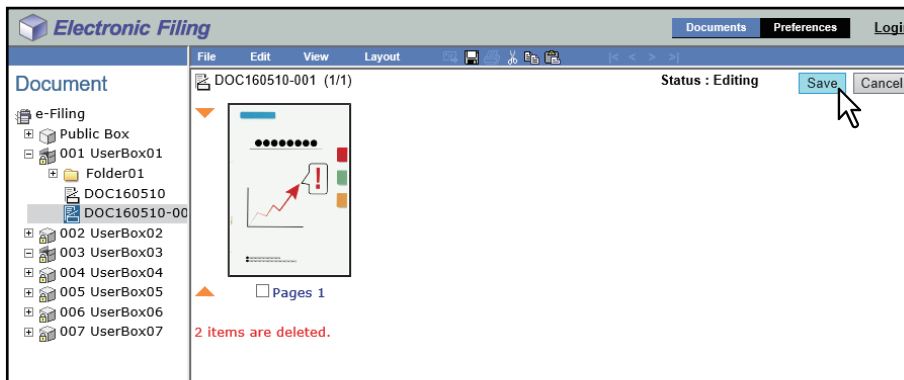 Electronic Filing
Documents Preferences Login
File Edit View Layout |< < > >|
Document
DOC160510-001 (1/1) Status : Editing Save Cancel
e-Filing
Public Box
001 UserBox01
Folder01
DOC160510
DOC160510-00
002 UserBox02
003 UserBox03
004 UserBox04
005 UserBox05
006 UserBox06
007 UserBox07
!
Pages 1
2 items are deleted.